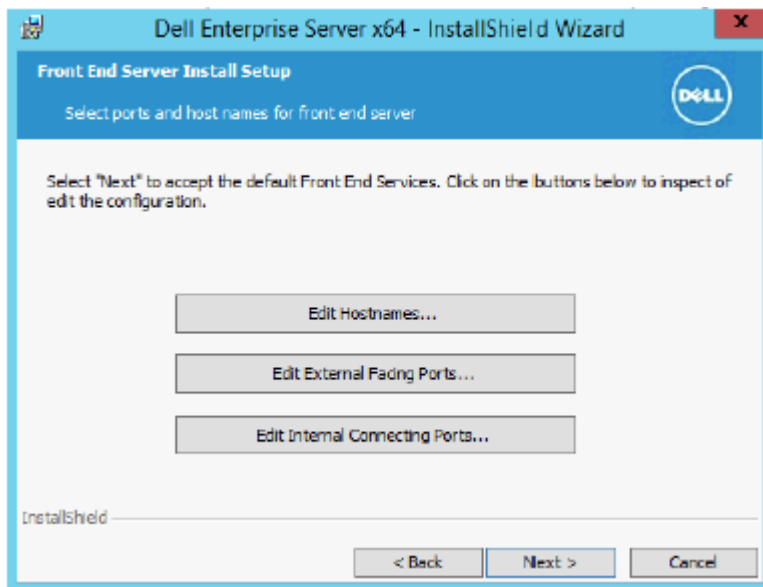 Dell Enterprise Server x64 - InstallShield Wizard
x
Front End Server Install Setup
Select ports and host names for front end server
DELL
Select "Next" to accept the default Front End Services. Click on the buttons below to inspect of
edit the configuration.
Edit Hostnames...
Edit External Facing Ports...
Edit Internal Connecting Ports...
InstallShield
< Back
Next >
Cancel